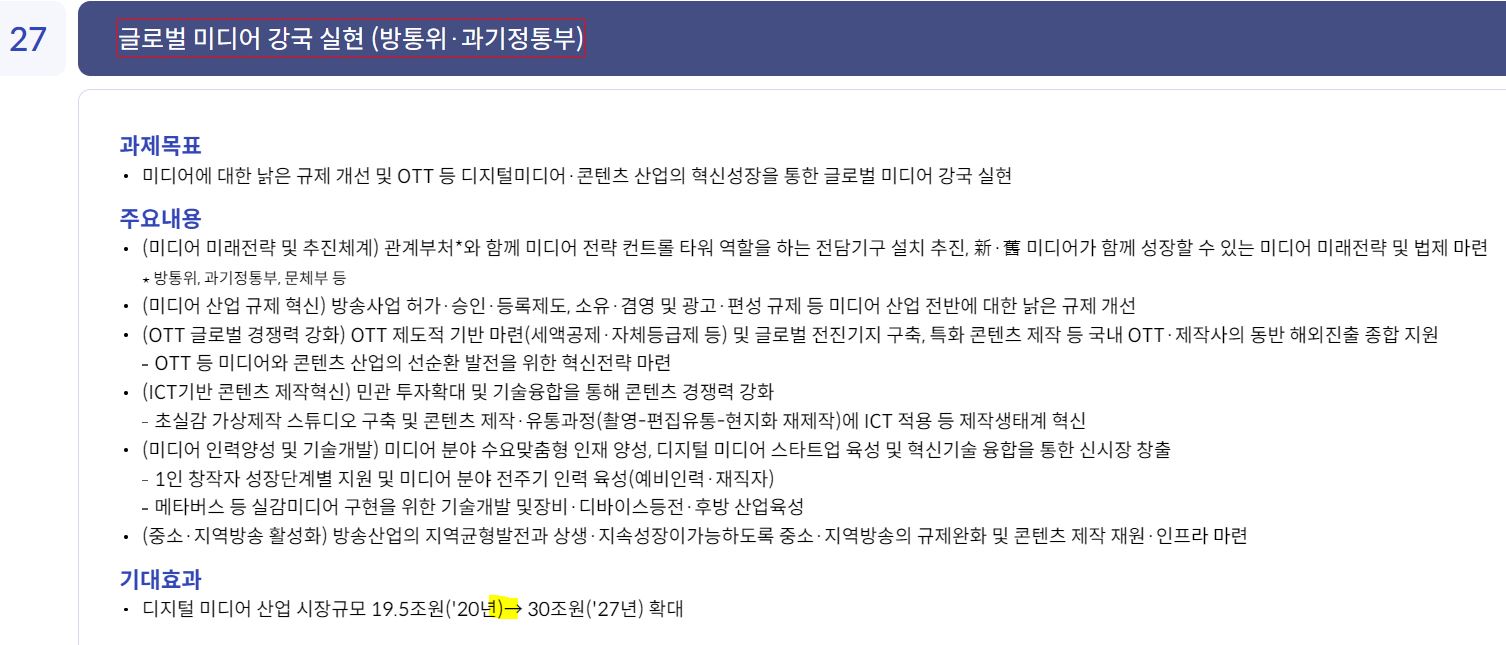 27
글로벌 미디어 강국 실현 (방통위·과기정통부)
과제목표
• 미디어에 대한 낡은 규제 개선 및 OTT 등 디지털미디어·콘텐츠 산업의 혁신성장을 통한 글로벌 미디어 강국 실현
주요내용
• (미디어 미래전략 및 추진체계) 관계부처*와 함께 미디어 전략 컨트롤 타워 역할을 하는 전담기구 설치 추진, 新·舊 미디어가 함께 성장할 수 있는 미디어 미래전략 및 법제 마련
* 방통위, 과기정통부, 문체부 등
• (미디어 산업 규제 혁신) 방송사업 허가·승인·등록제도, 소유·겸영 및 광고·편성 규제 등 미디어 산업 전반에 대한 낡은 규제 개선
• (OTT 글로벌 경쟁력 강화) OTT 제도적 기반 마련(세액공제·자체등급제 등) 및 글로벌 전진기지 구축, 특화 콘텐츠 제작 등 국내 OTT·제작사의 동반 해외진출 종합 지원
- OTT 등 미디어와 콘텐츠 산업의 선순환 발전을 위한 혁신전략 마련
• (ICT기반 콘텐츠 제작혁신) 민관 투자확대 및 기술융합을 통해 콘텐츠 경쟁력 강화
- 초실감 가상제작 스튜디오 구축 및 콘텐츠 제작·유통과정(촬영-편집유통-현지화 재제작)에 ICT 적용 등 제작생태계 혁신
• (미디어 인력양성 및 기술개발) 미디어 분야 수요맞춤형 인재 양성, 디지털 미디어 스타트업 육성 및 혁신기술 융합을 통한 신시장 창출
- 1인 창작자 성장단계별 지원 및 미디어 분야 전주기 인력 육성(예비인력·재직자)
- 메타버스 등 실감미디어 구현을 위한 기술개발 및장비·디바이스등전·후방 산업육성
• (중소·지역방송 활성화) 방송산업의 지역균형발전과 상생·지속성장이가능하도록 중소·지역방송의 규제완화 및 콘텐츠 제작 재원·인프라 마련
기대효과
• 디지털 미디어 산업 시장규모 19.5조원('20년)→ 30조원('27년) 확대